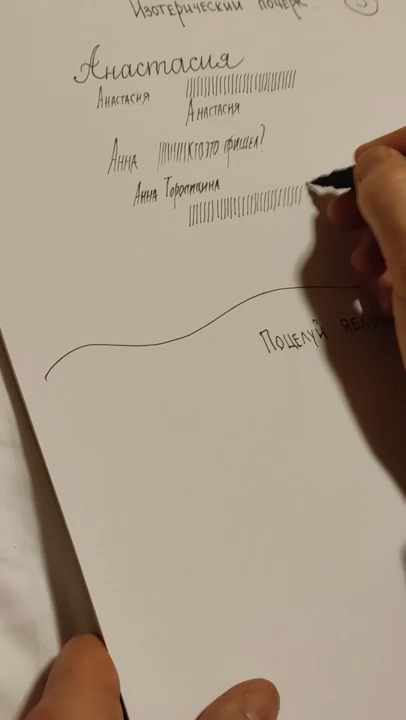 Изотерический почерк.
Анастасия
Анастасия
Анастасия
Анна кто это пришел?
Анна Торопицина
Поцелуй